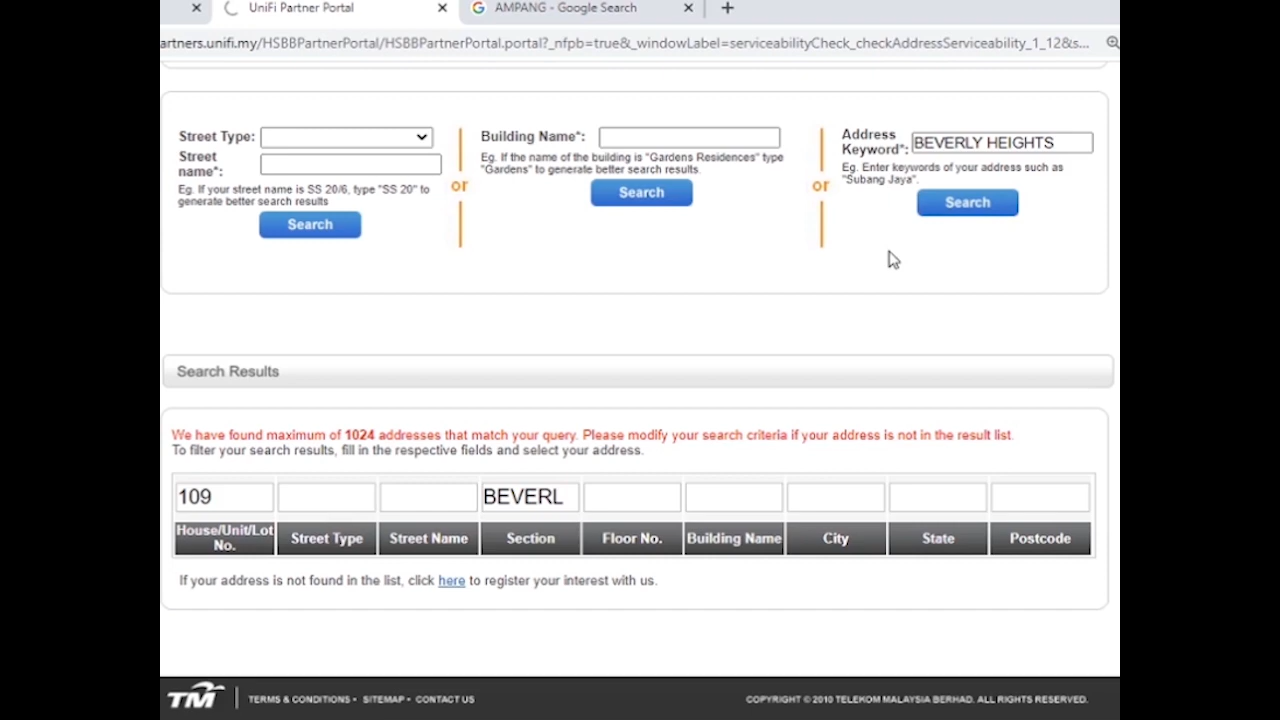 UniFi Partner Portal
AMPANG - Google Search
artners.unifi.my/HSBBPartnerPortal/HSBBPartnerPortal.portal?_nfpb=true&_windowLabel=serviceabilityCheck_checkAddressServiceability_1_12&s...
Street Type:
Street name*:
Eg. If your street name is SS 20/6, type "SS 20" to
generate better search results
Search
or
Building Name*:
Eg. If the name of the building is "Gardens Residences" type
"Gardens" to generate better search results.
Search
or
Address
Keyword*: BEVERLY HEIGHTS
Eg. Enter keywords of your address such as
"Subang Jaya".
Search
Search Results
We have found maximum of 1024 addresses that match your query. Please modify your search criteria if your address is not in the result list.
To filter your search results, fill in the respective fields and select your address.
109 BEVERL
House/Unit/Lot No. Street Type Street Name Section Floor No. Building Name City State Postcode
If your address is not found in the list, click here to register your interest with us.
TM TERMS & CONDITIONS • SITEMAP • CONTACT US COPYRIGHT © 2010 TELEKOM MALAYSIA BERHAD. ALL RIGHTS RESERVED.